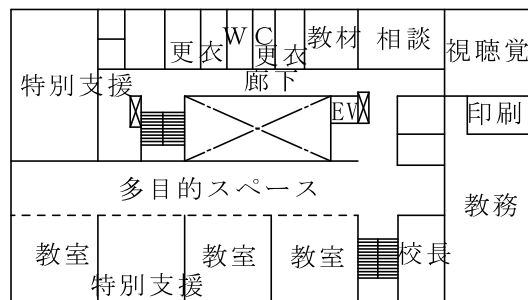 更衣
WC
更衣
教材
相談
視聴覚
特別支援
廊下
EV
印刷
多目的スペース
教務
教室
特別支援
教室
教室
校長